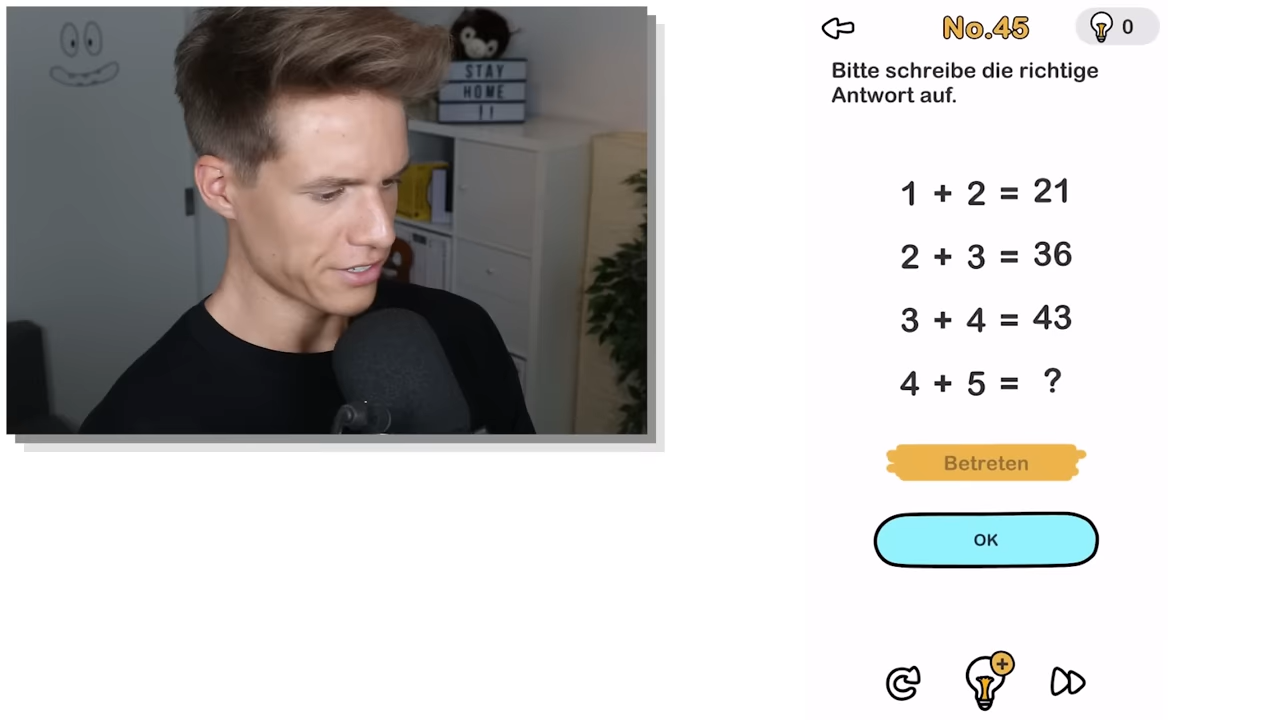 STAY
HOME
!!
No.45
0
Bitte schreibe die richtige
Antwort auf.
1 + 2 = 21
2 + 3 = 36
3 + 4 = 43
4 + 5 = ?
Betreten
OK